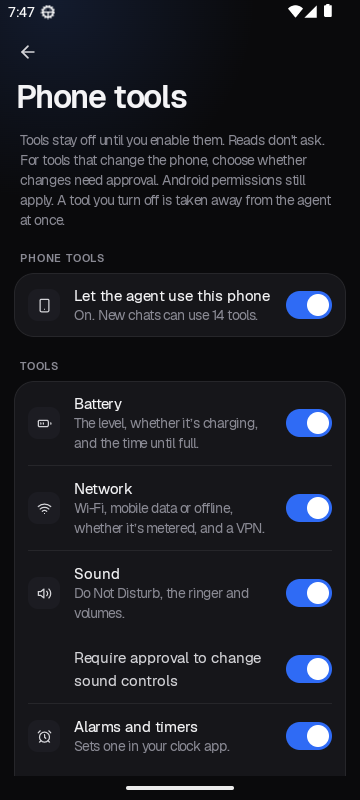 7:47
Phone tools
Tools stay off until you enable them. Reads don't ask.
For tools that change the phone, choose whether
changes need approval. Android permissions still
apply. A tool you turn off is taken away from the agent
at once.
PHONE TOOLS
Let the agent use this phone
On. New chats can use 14 tools.
TOOLS
Battery
The level, whether it's charging,
and the time until full.
Network
Wi-Fi, mobile data or offline,
whether it's metered, and a VPN.
Sound
Do Not Disturb, the ringer and
volumes.
Require approval to change
sound controls
Alarms and timers
Sets one in your clock app.